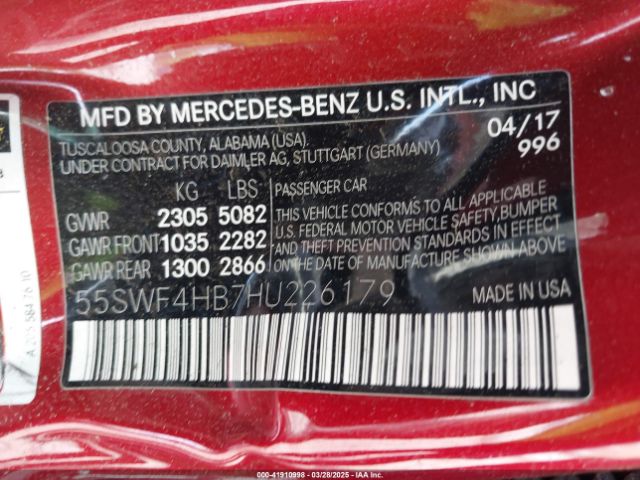 MFD BY MERCEDES-BENZ U.S. INTL., INC
TUSCALOOSA COUNTY, ALABAMA (USA) 04/17
UNDER CONTRACT FOR DAIMLER AG, STUTTGART (GERMANY) 996
KG LBS PASSENGER CAR
GVWR 2305 5082 THIS VEHICLE CONFORMS TO ALL APPLICABLE
U.S. FEDERAL MOTOR VEHICLE SAFETY, BUMPER
GAWR FRONT 1035 2282 AND THEFT PREVENTION STANDARDS IN EFFECT
GAWR REAR 1300 2866 ON THE DATE OF MANUFACTURE SHOWN ABOVE.
55SWF4HB7HU226179 MADE IN USA
000-41910998 | 03/28/2025 - IAA Inc.